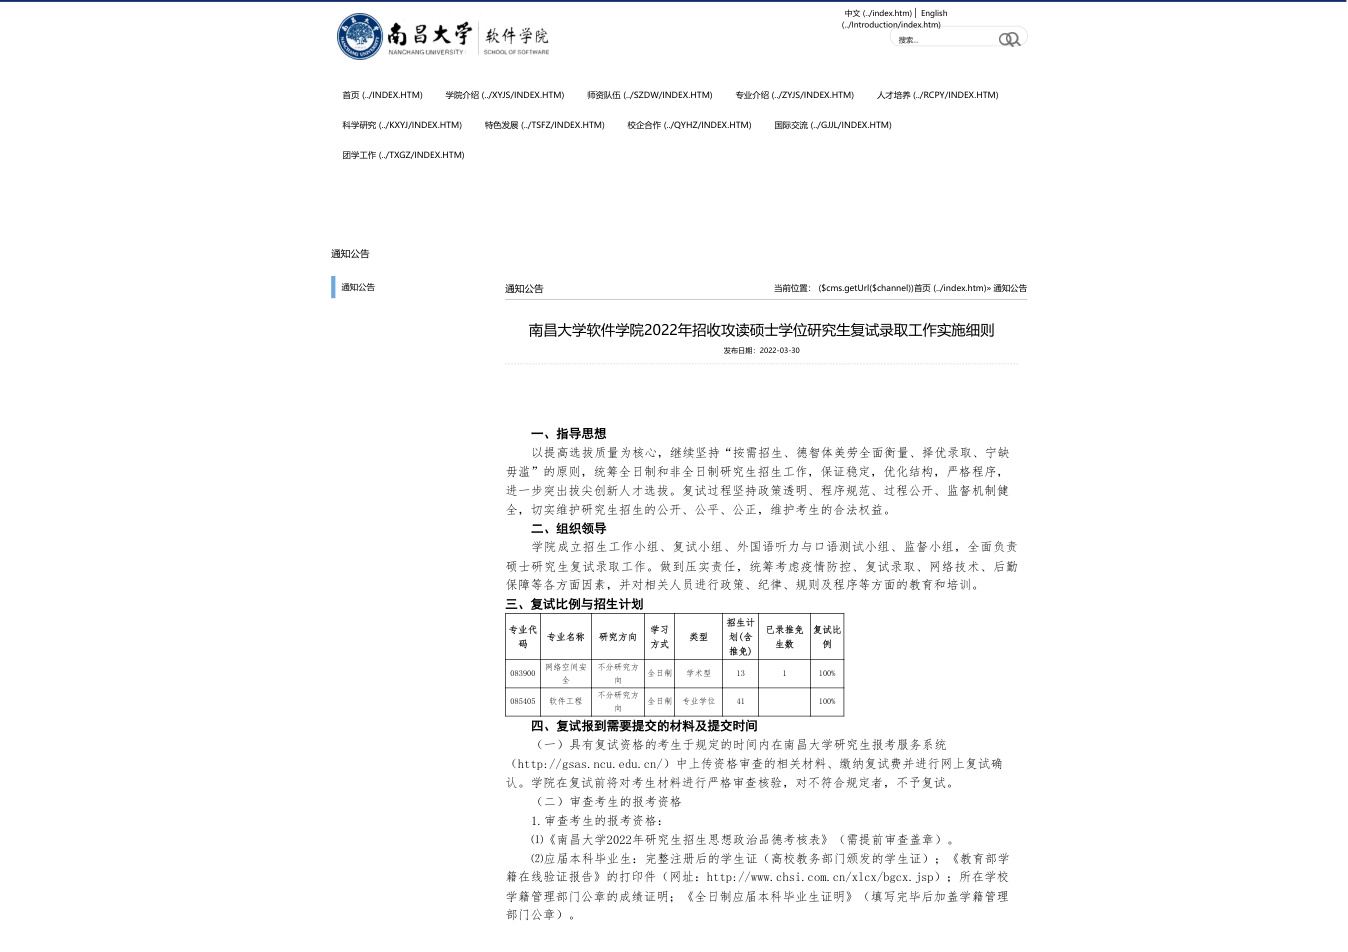 中文 (../index.htm) | English
(../Introduction/index.htm)
南昌大学 软件学院
NANCHANG UNIVERSITY SCHOOL OF SOFTWARE
搜索...
首页 (../INDEX.HTM) 学院介绍 (../XYJS/INDEX.HTM) 师资队伍 (../SZDW/INDEX.HTM) 专业介绍 (../ZYJS/INDEX.HTM) 人才培养 (../RCPY/INDEX.HTM)
科学研究 (../KXYJ/INDEX.HTM) 特色发展 (../TSFZ/INDEX.HTM) 校企合作 (../QYHZ/INDEX.HTM) 国际交流 (../GJJL/INDEX.HTM)
团学工作 (../TXGZ/INDEX.HTM)
通知公告
通知公告
通知公告 当前位置： ($cms.getUrl($channel))首页 (../index.htm)» 通知公告
南昌大学软件学院2022年招收攻读硕士学位研究生复试录取工作实施细则
发布日期：2022-03-30
一、指导思想
以提高选拔质量为核心，继续坚持“按需招生、德智体美劳全面衡量、择优录取、宁缺
毋滥”的原则，统筹全日制和非全日制研究生招生工作，保证稳定，优化结构，严格程序，
进一步突出拔尖创新人才选拔。复试过程坚持政策透明、程序规范、过程公开、监督机制健
全，切实维护研究生招生的公开、公平、公正，维护考生的合法权益。
二、组织领导
学院成立招生工作小组、复试小组、外国语听力与口语测试小组、监督小组，全面负责
硕士研究生复试录取工作。做到压实责任，统筹考虑疫情防控、复试录取、网络技术、后勤
保障等各方面因素，并对相关人员进行政策、纪律、规则及程序等方面的教育和培训。
三、复试比例与招生计划
专业代码 专业名称 研究方向 学习方式 类型 招生计划(含推免) 已录推免生数 复试比例
083900 网络空间安全 不分研究方向 全日制 学术型 13 1 100%
085405 软件工程 不分研究方向 全日制 专业学位 41 100%
四、复试报到需要提交的材料及提交时间
（一）具有复试资格的考生于规定的时间内在南昌大学研究生报考服务系统
（http://gsas.ncu.edu.cn/）中上传资格审查的相关材料、缴纳复试费并进行网上复试确
认。学院在复试前将对考生材料进行严格审查核验，对不符合规定者，不予复试。
（二）审查考生的报考资格
1.审查考生的报考资格：
⑴《南昌大学2022年研究生招生思想政治品德考核表》（需提前审查盖章）。
⑵应届本科毕业生：完整注册后的学生证（高校教务部门颁发的学生证）；《教育部学
籍在线验证报告》的打印件（网址：http://www.chsi.com.cn/xlcx/bgcx.jsp）；所在学校
学籍管理部门公章的成绩证明；《全日制应届本科毕业生证明》（填写完毕后加盖学籍管理
部门公章）。